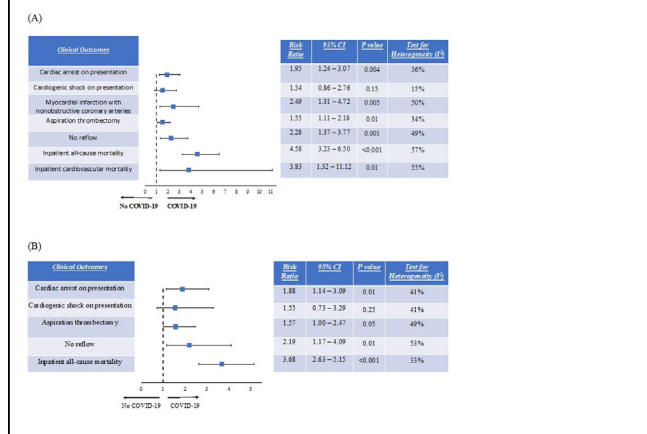 (A)
Clinical Outcomes
Risk Ratio 95% CI P value Test for Heterogeneity (I²)
Cardiac arrest on presentation 1.95 1.24 – 3.07 0.004 36%
Cardiogenic shock on presentation 1.54 0.86 – 2.76 0.15 15%
Myocardial infarction with nonobstructive coronary arteries 2.49 1.31 – 4.72 0.005 50%
Aspiration thrombectomy 1.55 1.11 – 2.18 0.01 34%
No reflow 2.28 1.37 – 3.77 0.001 49%
Inpatient all-cause mortality 4.58 3.23 – 6.50 <0.001 57%
Inpatient cardiovascular mortality 3.83 1.32 – 11.12 0.01 55%
0 1 2 3 4 5 6 7 8 9 10 11
No COVID-19 COVID-19
(B)
Clinical Outcomes
Risk Ratio 95% CI P value Test for Heterogeneity (I²)
Cardiac arrest on presentation 1.88 1.14 – 3.09 0.01 41%
Cardiogenic shock on presentation 1.55 0.73 – 3.29 0.25 41%
Aspiration thrombectomy 1.57 1.00 – 2.47 0.05 49%
No reflow 2.19 1.17 – 4.09 0.01 53%
Inpatient all-cause mortality 3.68 2.63 – 5.15 <0.001 33%
0 1 2 3 4 5
No COVID-19 COVID-19